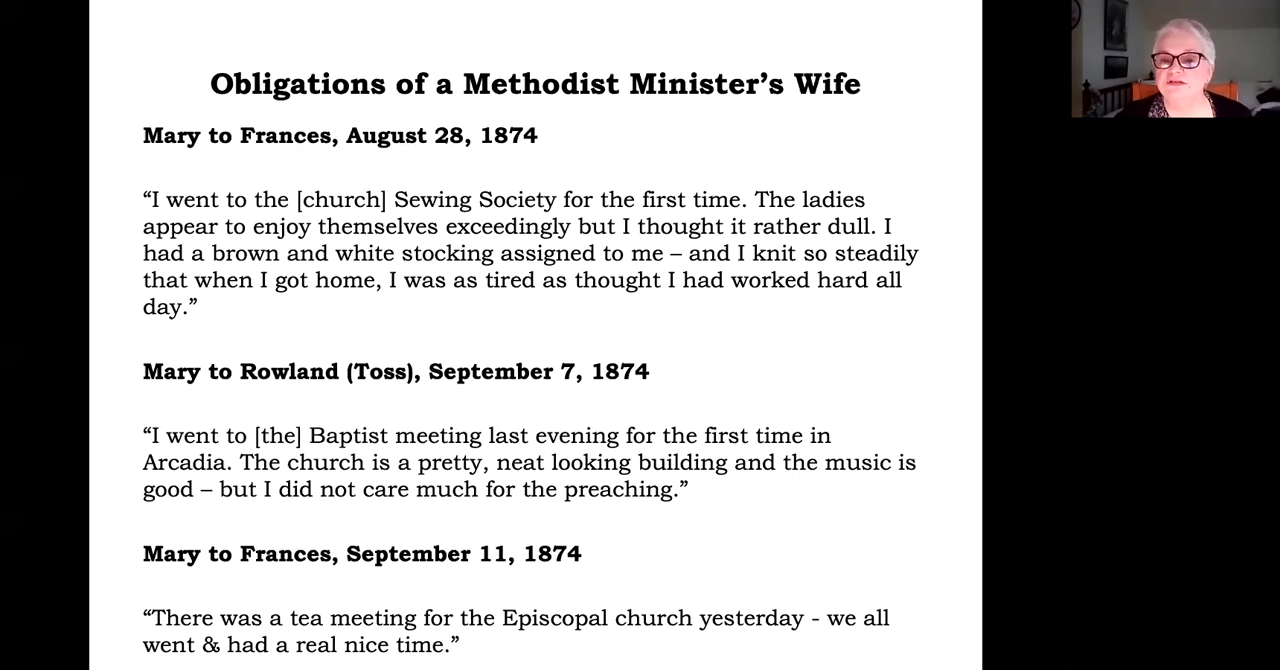 Obligations of a Methodist Minister’s Wife
Mary to Frances, August 28, 1874
“I went to the [church] Sewing Society for the first time. The ladies
appear to enjoy themselves exceedingly but I thought it rather dull. I
had a brown and white stocking assigned to me – and I knit so steadily
that when I got home, I was as tired as thought I had worked hard all
day.”
Mary to Rowland (Toss), September 7, 1874
“I went to [the] Baptist meeting last evening for the first time in
Arcadia. The church is a pretty, neat looking building and the music is
good – but I did not care much for the preaching.”
Mary to Frances, September 11, 1874
“There was a tea meeting for the Episcopal church yesterday - we all
went & had a real nice time.”